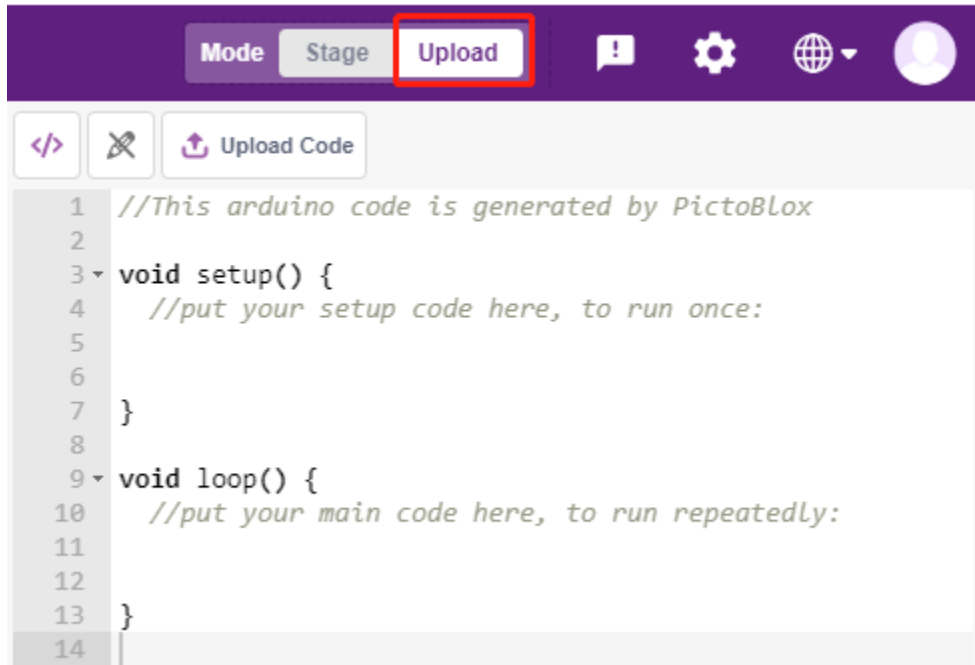 Mode Stage Upload
</> Upload Code
1 //This arduino code is generated by PictoBlox
2
3 void setup() {
4 //put your setup code here, to run once:
5
6
7 }
8
9 void loop() {
10 //put your main code here, to run repeatedly:
11
12
13 }
14